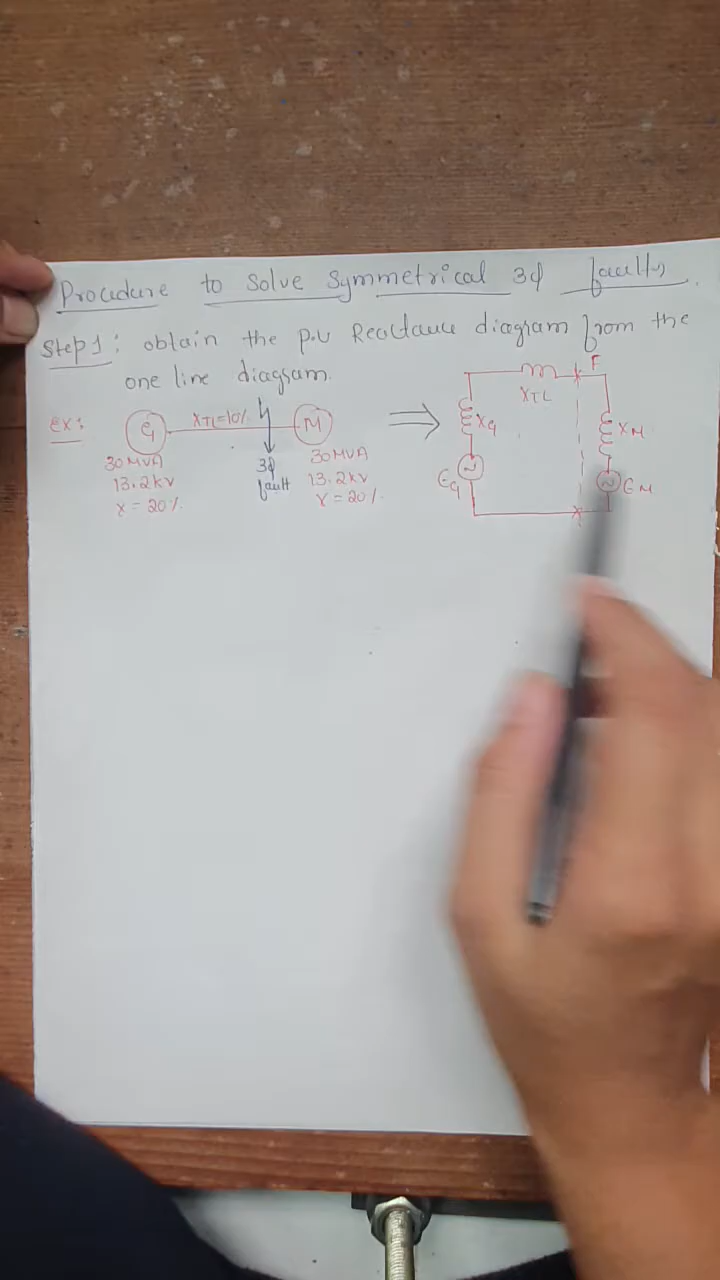 Procedure to solve symmetrical 3φ faults.
Step 1: obtain the p.u Reactance diagram from the
one line diagram.
Ex:
G XTL=10% M
30MVA
13.2kv
X = 20%
3φ
fault
30MVA
13.2kv
X = 20%
XTL F
XG
EG
XM
EM